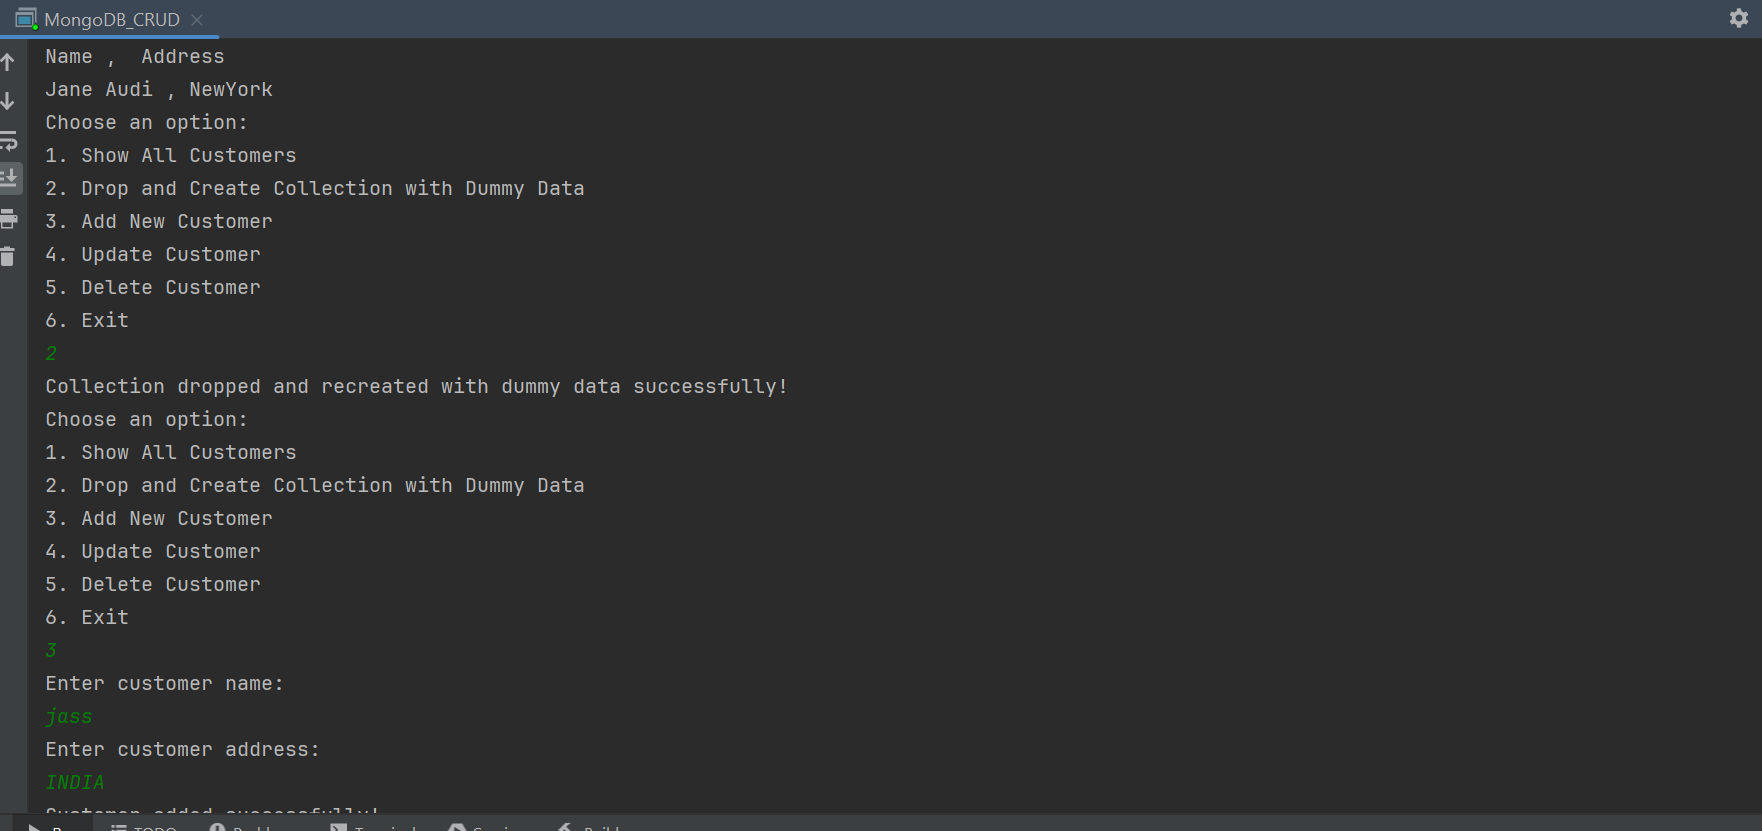 MongoDB_CRUD
Name ,  Address
Jane Audi , NewYork
Choose an option:
1. Show All Customers
2. Drop and Create Collection with Dummy Data
3. Add New Customer
4. Update Customer
5. Delete Customer
6. Exit
2
Collection dropped and recreated with dummy data successfully!
Choose an option:
1. Show All Customers
2. Drop and Create Collection with Dummy Data
3. Add New Customer
4. Update Customer
5. Delete Customer
6. Exit
3
Enter customer name:
jass
Enter customer address:
INDIA
Customer added successfully!
TODO